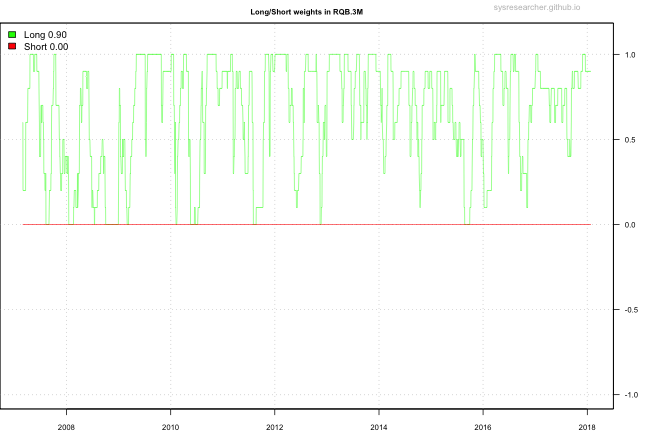 Long/Short weights in RQB.3M
sysresearcher.github.io
Long 0.90
Short 0.00
1.0
0.5
0.0
-0.5
-1.0
2008 2010 2012 2014 2016 2018